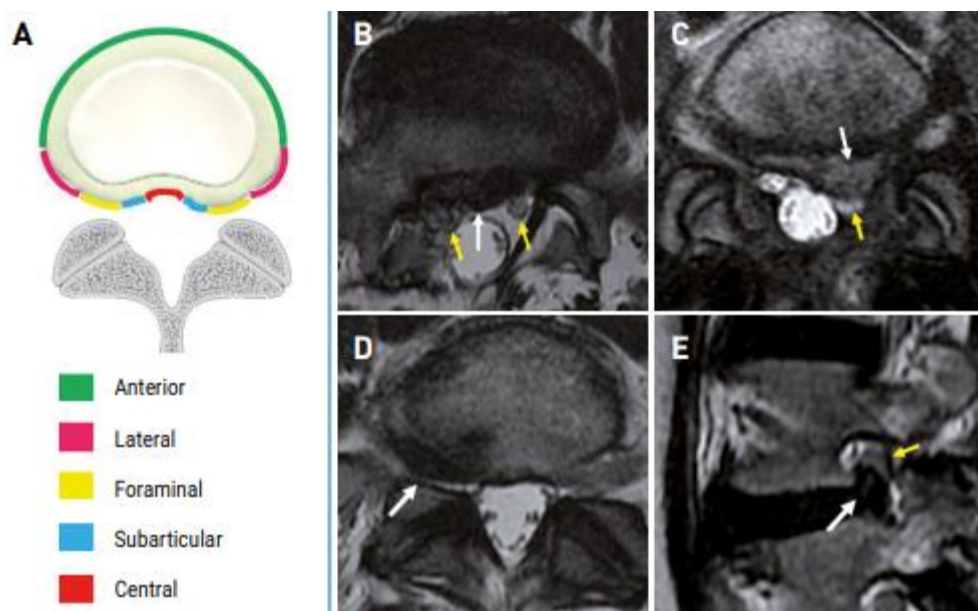 A
B
C
D
E
Anterior
Lateral
Foraminal
Subarticular
Central